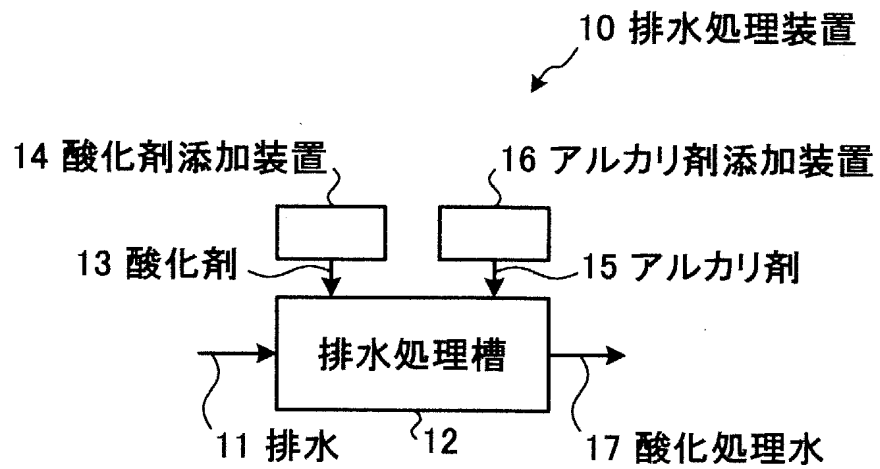 10 排水処理装置
14 酸化剤添加装置
16 アルカリ剤添加装置
13 酸化剤
15 アルカリ剤
排水処理槽
11 排水
12
17 酸化処理水